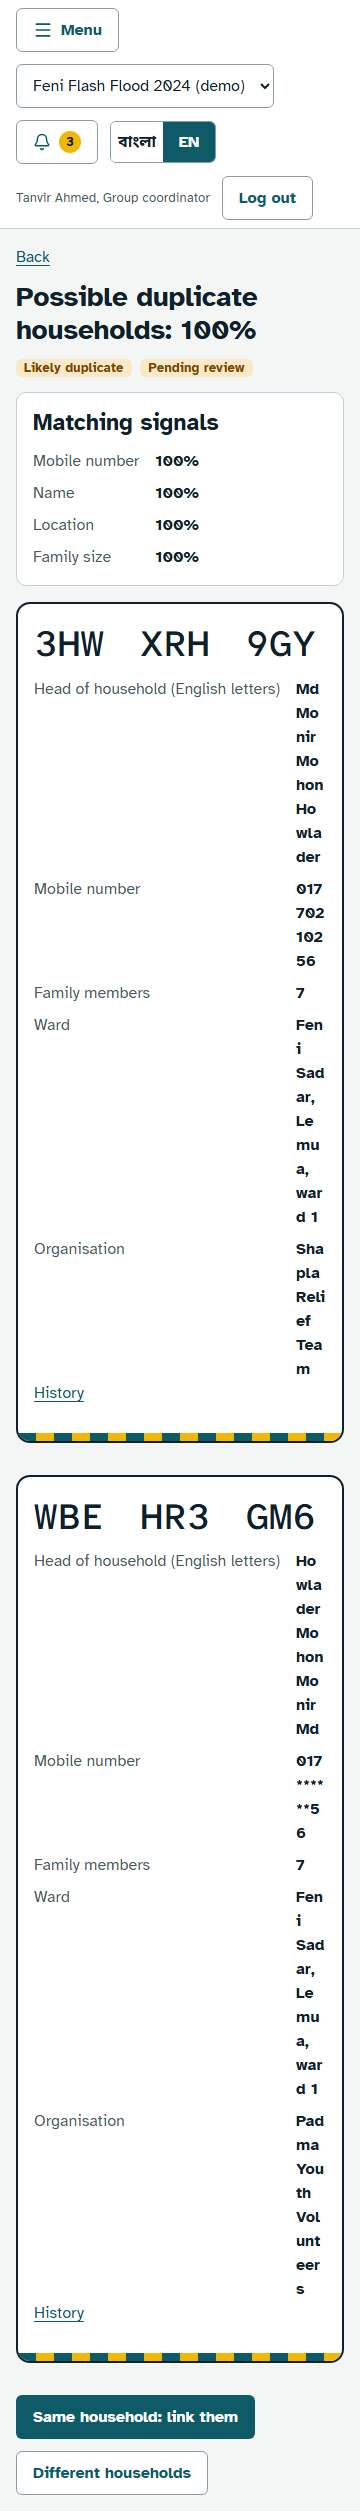 Menu
Feni Flash Flood 2024 (demo)
3
বাংলা EN
Tanvir Ahmed, Group coordinator Log out
Back
Possible duplicate
households: 100%
Likely duplicate Pending review
Matching signals
Mobile number 100%
Name 100%
Location 100%
Family size 100%
3HW XRH 9GY
Head of household (English letters) Md
Mo
nir
Mo
hon
Ho
wla
der
Mobile number 017
702
102
56
Family members 7
Ward Fen
i
Sad
ar,
Le
mu
a,
war
d 1
Organisation Sha
pla
Reli
ef
Tea
m
History
WBE HR3 GM6
Head of household (English letters) Ho
wla
der
Mo
hon
Mo
nir
Md
Mobile number 017
****
**5
6
Family members 7
Ward Fen
i
Sad
ar,
Le
mu
a,
war
d 1
Organisation Pad
ma
You
th
Vol
unt
eer
s
History
Same household: link them
Different households